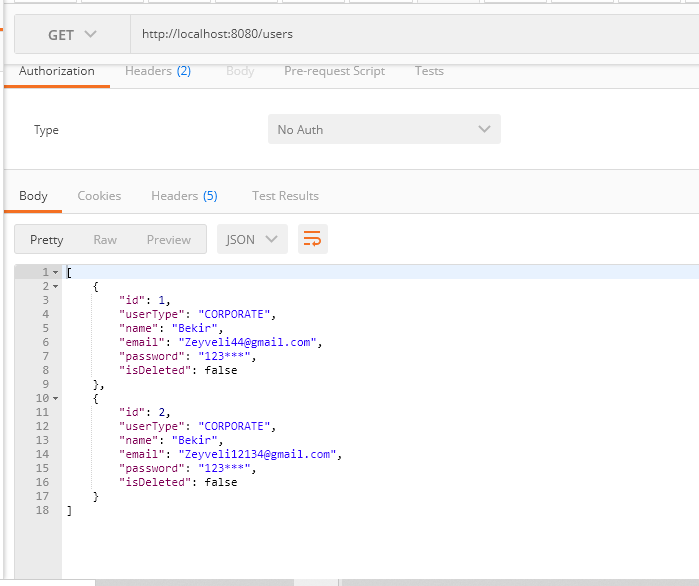 GET http://localhost:8080/users
Authorization Headers (2) Body Pre-request Script Tests
Type No Auth
Body Cookies Headers (5) Test Results
Pretty Raw Preview JSON
1 [
2 {
3 "id": 1,
4 "userType": "CORPORATE",
5 "name": "Bekir",
6 "email": "Zeyveli44@gmail.com",
7 "password": "123***",
8 "isDeleted": false
9 },
10 {
11 "id": 2,
12 "userType": "CORPORATE",
13 "name": "Bekir",
14 "email": "Zeyveli12134@gmail.com",
15 "password": "123***",
16 "isDeleted": false
17 }
18 ]